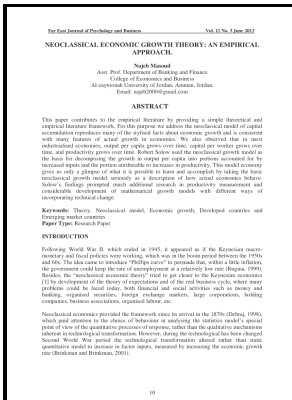 Far East Journal of Psychology and Business Vol. 11 No. 3 June 2013
NEOCLASSICAL ECONOMIC GROWTH THEORY: AN EMPIRICAL
APPROACH.
Najeb Masoud
Asst. Prof. Department of Banking and Finance
College of Economics and Business
Al-zaytoonah University of Jordan, Amman, Jordan.
Email: najeb2000@gmail.com
ABSTRACT
This paper contributes to the empirical literature by providing a simple theoretical and
empirical literature framework. For this purpose we address the neoclassical model of capital
accumulation reproduces many of the stylised facts about economic growth and is consistent
with many features of actual growth in economies. We also observed that in most
industrialised economies, output per capita grows over time, capital per worker grows over
time, and productivity grows over time. Robert Solow used the neoclassical growth model as
the basis for decomposing the growth in output per capita into portions accounted for by
increased inputs and the portion attributable to increases in productivity. This model economy
gives us only a glimpse of what it is possible to learn and accomplish by taking the basic
neoclassical growth model seriously as a description of how actual economies behave.
Solow's findings prompted much additional research in productivity measurement and
considerable development of mathematical growth models with different ways of
incorporating technical change.
Keywords: Theory, Neoclassical model, Economic growth, Developed countries and
Emerging market countries
Paper Type: Research Paper
INTRODUCTION
Following World War II, which ended in 1945, it appeared as if the Keynesian macro-
monetary and fiscal policies were working, which was in the boom period between the 1950s
and 60s. The idea came to introduce "Phillips curve" to persuade that, within a little inflation,
the government could keep the rate of unemployment at a relatively low rate (Rugina, 1999).
Besides, the "neoclassical economic theory" tried to get closer to the Keynesian economics
[1] by development of the theory of expectations and of the real business cycle, where many
problems could be faced today, both financial and social activities such as money and
banking, organised securities, foreign exchange markets, large corporations, holding
companies, business associations, organised labour, etc.
Neoclassical economics provided the framework since its arrival in the 1870s (Debraj, 1998),
which paid attention to the choice of behaviour in analysing the statistics model's special
point of view of the quantitative processes of response, rather than the qualitative mechanisms
inherent in technological transformation. However, during the technological has been changed
Second World War period the technological transformation altered rather than static
quantitative model to increase in factor inputs, measured by increasing the economic growth
rate (Brinkman and Brinkman, 2001).
10